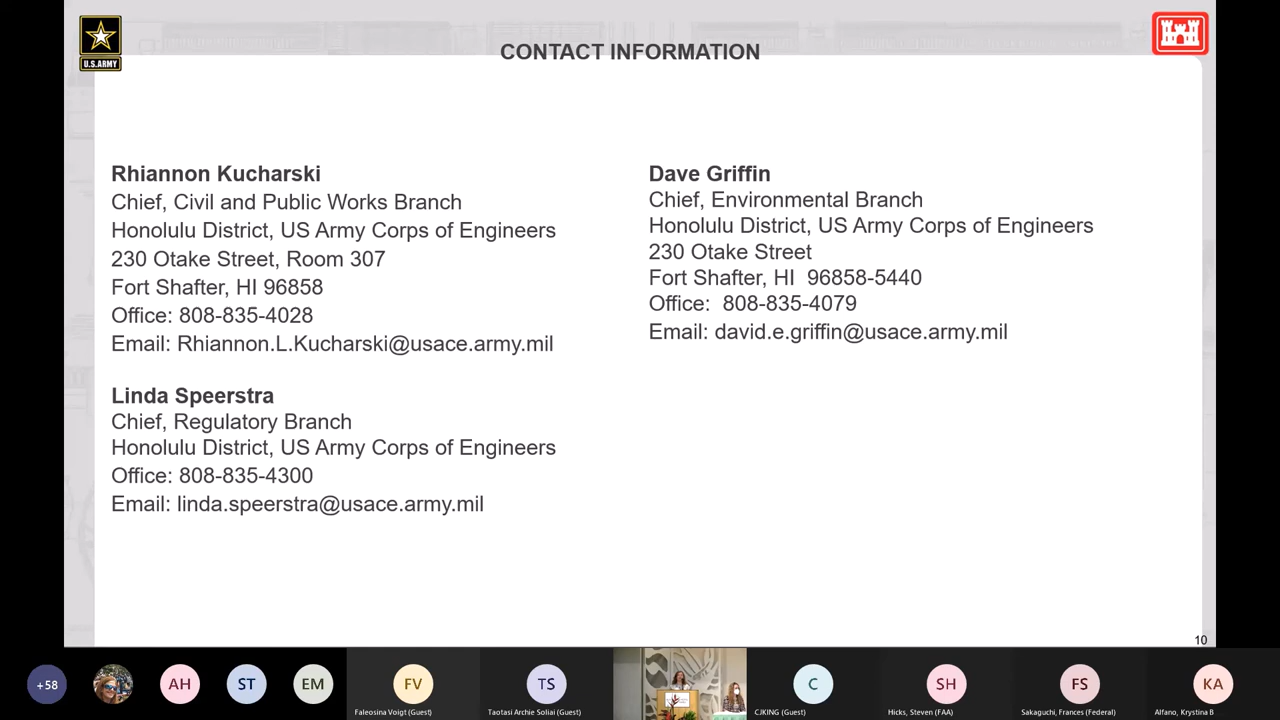 U.S.ARMY
CONTACT INFORMATION
Rhiannon Kucharski
Chief, Civil and Public Works Branch
Honolulu District, US Army Corps of Engineers
230 Otake Street, Room 307
Fort Shafter, HI 96858
Office: 808-835-4028
Email: Rhiannon.L.Kucharski@usace.army.mil
Linda Speerstra
Chief, Regulatory Branch
Honolulu District, US Army Corps of Engineers
Office: 808-835-4300
Email: linda.speerstra@usace.army.mil
Dave Griffin
Chief, Environmental Branch
Honolulu District, US Army Corps of Engineers
230 Otake Street
Fort Shafter, HI  96858-5440
Office:  808-835-4079
Email: david.e.griffin@usace.army.mil
10
+58
AH
ST
EM
FV
Faleosina Voigt (Guest)
TS
Taotasi Archie Soliai (Guest)
C
CJKING (Guest)
SH
Hicks, Steven (FAA)
FS
Sakaguchi, Frances (Federal)
KA
Alfano, Krystina B